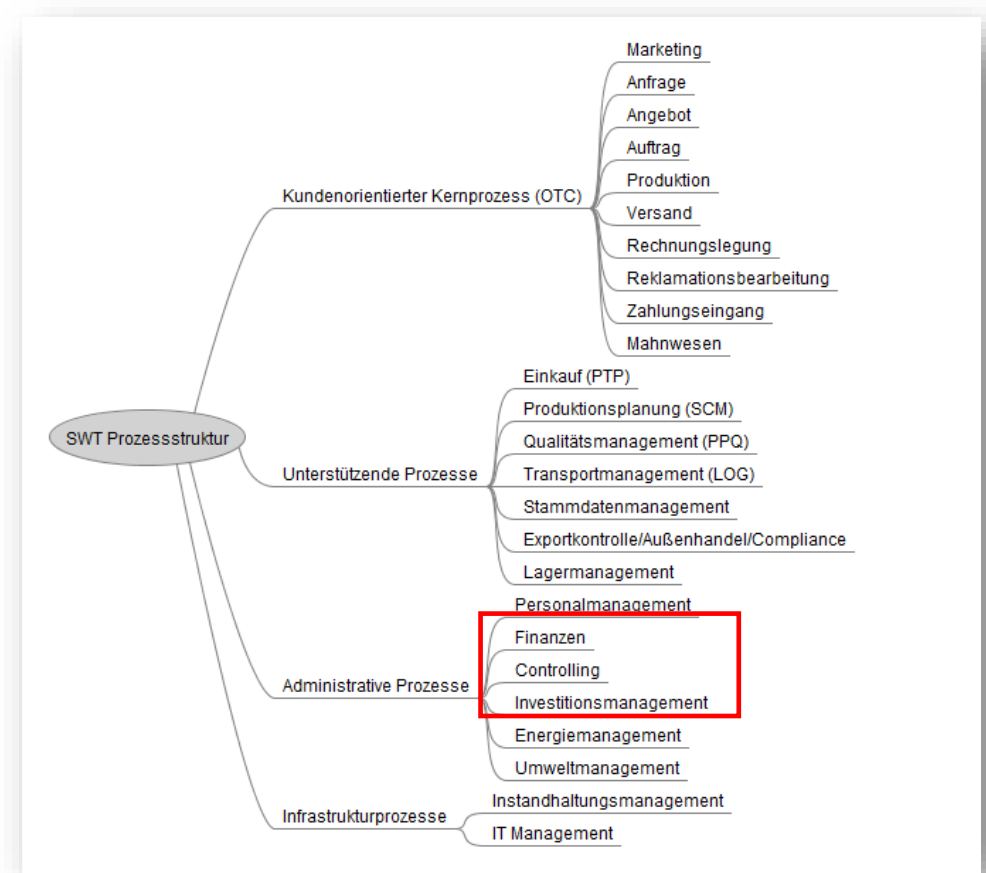 Marketing
Anfrage
Angebot
Auftrag
Produktion
Kundenorientierter Kernprozess (OTC)
Versand
Rechnungslegung
Reklamationsbearbeitung
Zahlungseingang
Mahnwesen
Einkauf (PTP)
Produktionsplanung (SCM)
SWT Prozessstruktur
Qualitätsmanagement (PPQ)
Unterstützende Prozesse
Transportmanagement (LOG)
Stammdatenmanagement
Exportkontrolle/Außenhandel/Compliance
Lagermanagement
Personalmanagement
Finanzen
Controlling
Administrative Prozesse
Investitionsmanagement
Energiemanagement
Umweltmanagement
Instandhaltungsmanagement
Infrastrukturprozesse
IT Management